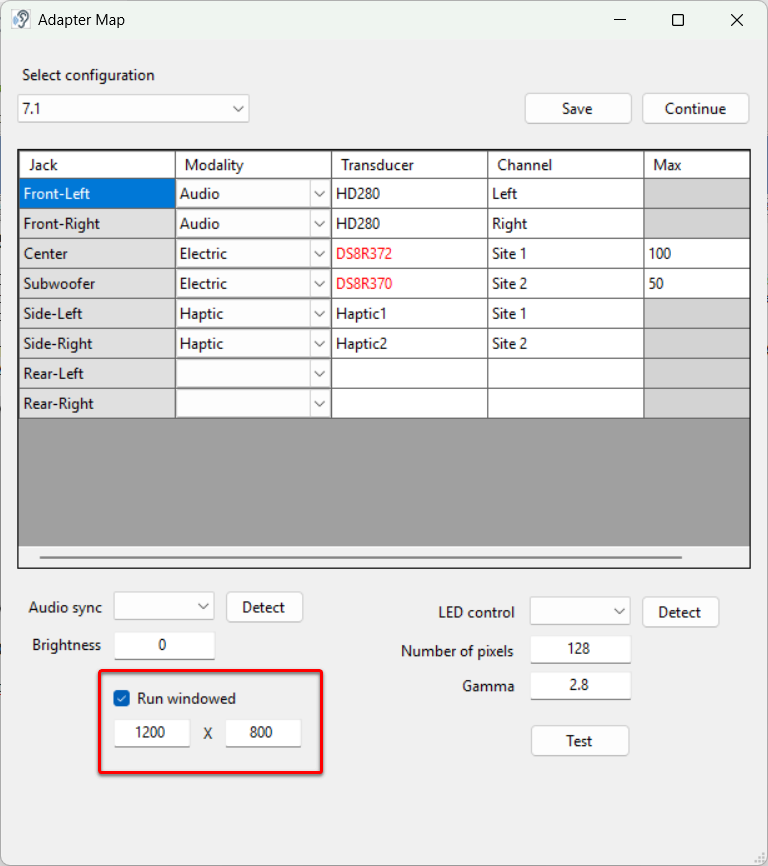 Adapter Map
Select configuration
7.1
Save
Continue
Jack Modality Transducer Channel Max
Front-Left Audio HD280 Left
Front-Right Audio HD280 Right
Center Electric DS8R372 Site 1 100
Subwoofer Electric DS8R370 Site 2 50
Side-Left Haptic Haptic1 Site 1
Side-Right Haptic Haptic2 Site 2
Rear-Left
Rear-Right
Audio sync Detect
Brightness 0
Run windowed
1200 X 800
LED control Detect
Number of pixels 128
Gamma 2.8
Test